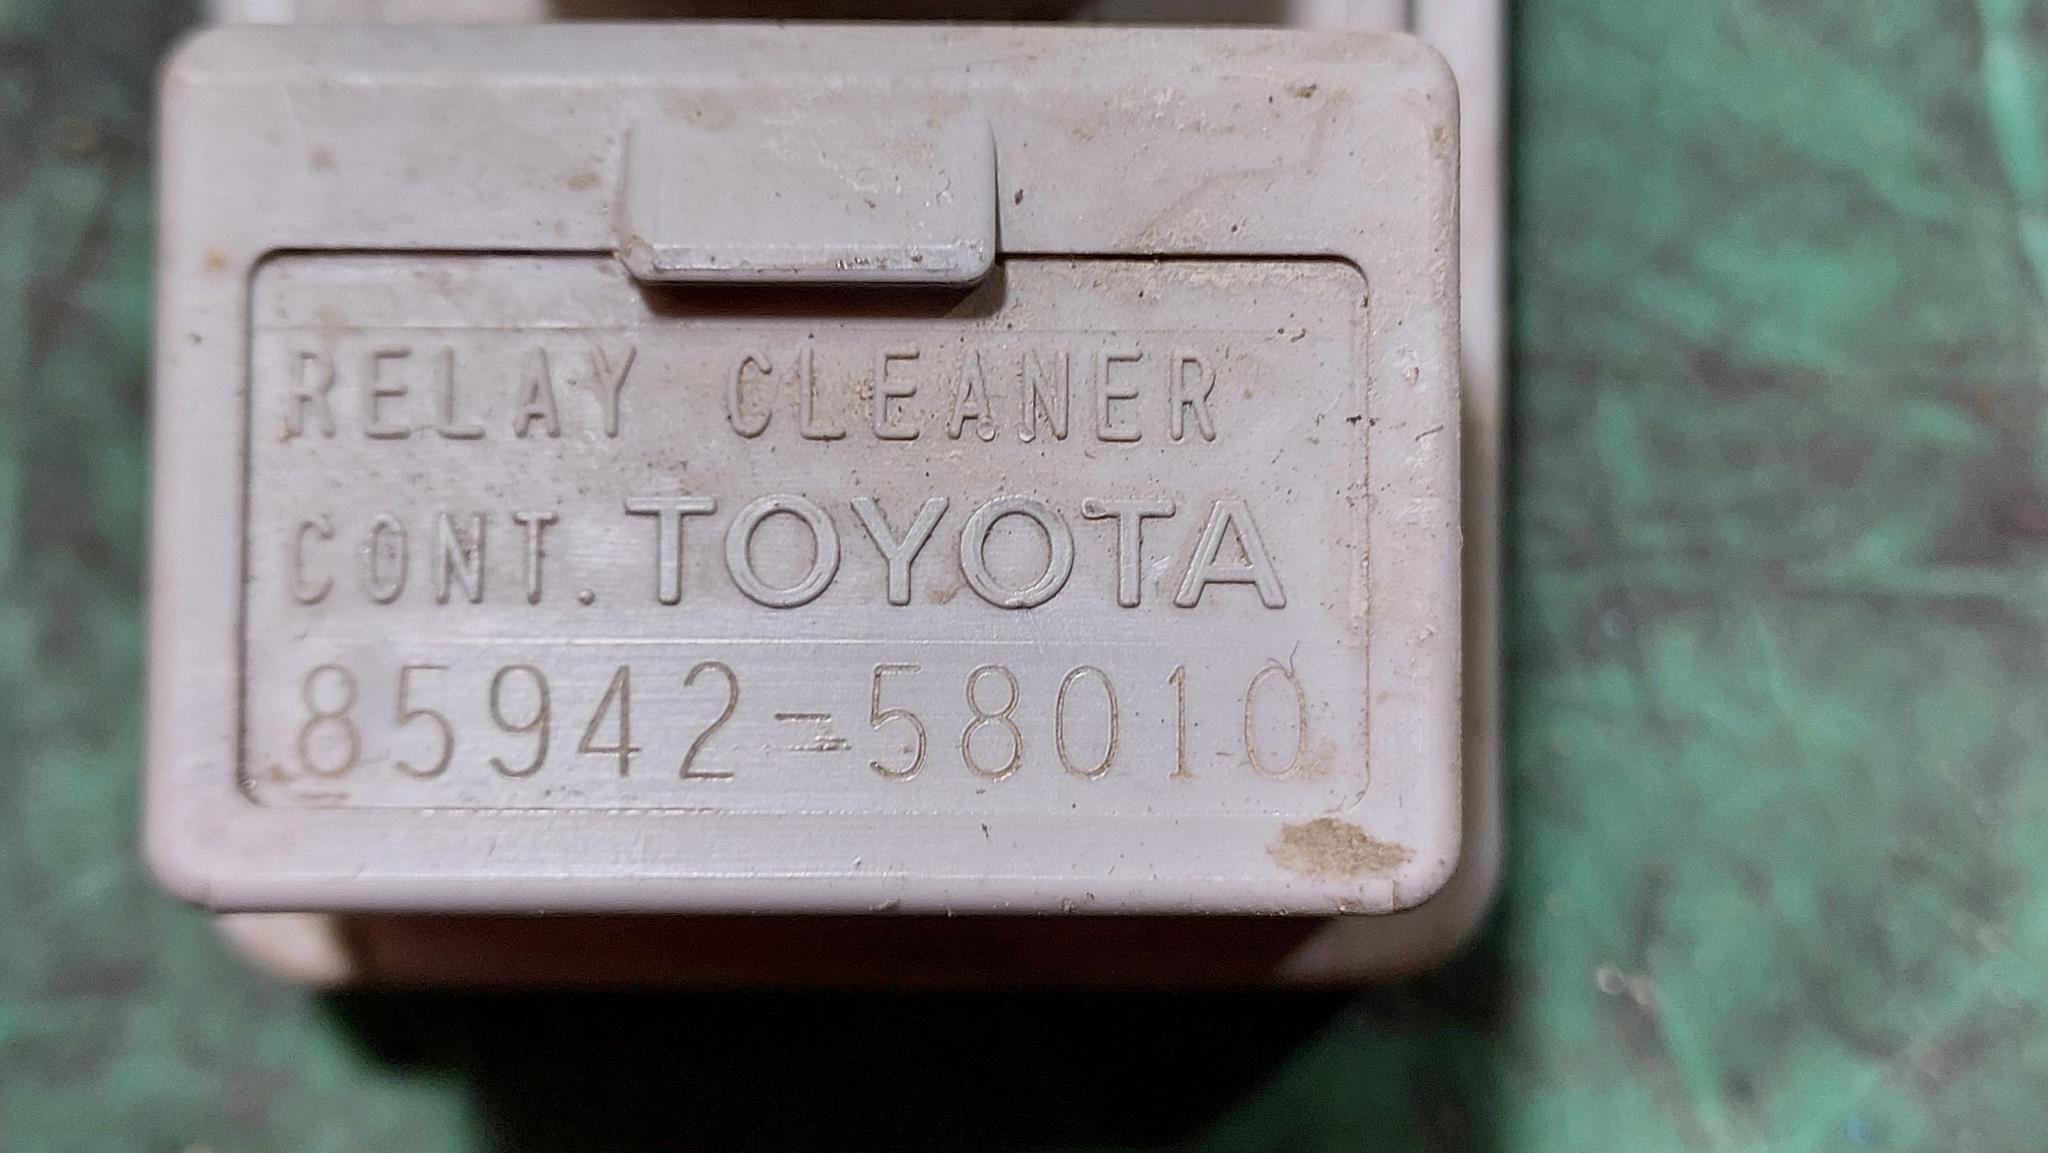 RELAY CLEANER
CONT. TOYOTA
85942-58010